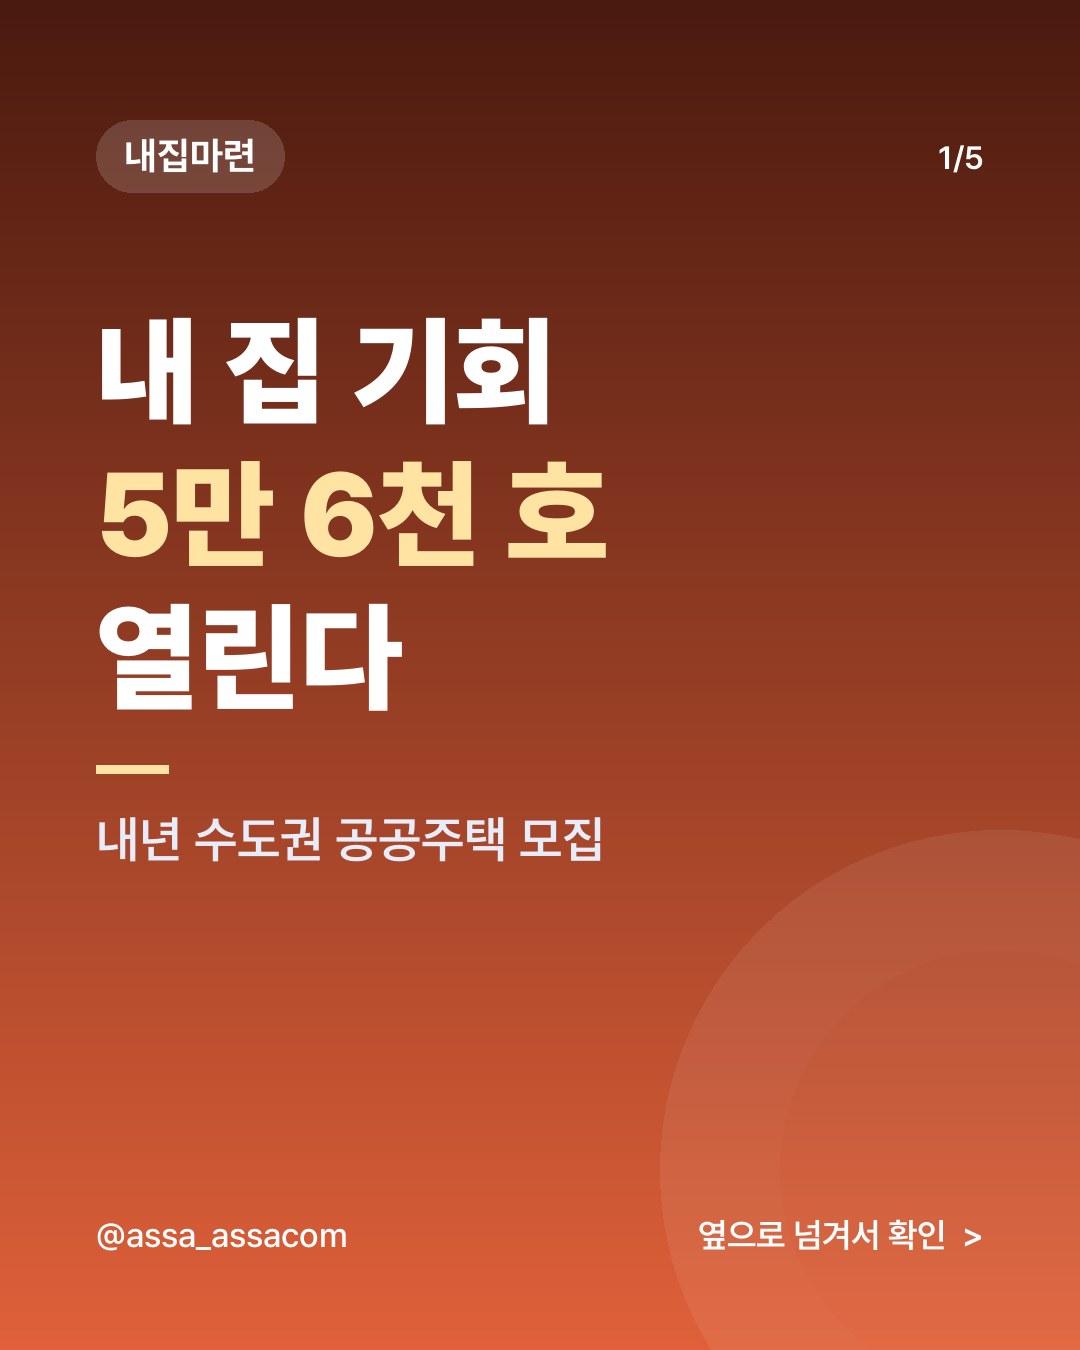 내집마련
1/5
내 집 기회
5만 6천 호
열린다
내년 수도권 공공주택 모집
@assa_assacom
옆으로 넘겨서 확인 >